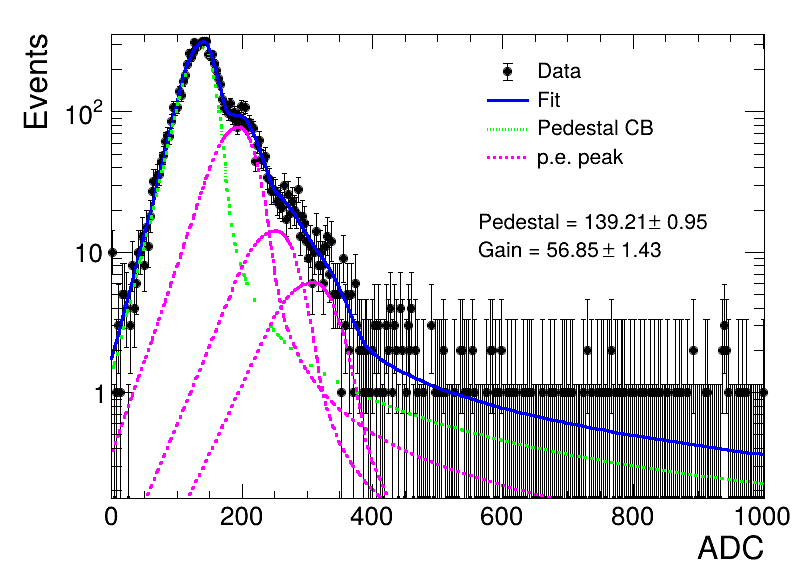 Events
10²
10
1
Data
Fit
Pedestal CB
p.e. peak
Pedestal = 139.21± 0.95
Gain = 56.85 ± 1.43
0 200 400 600 800 1000
ADC